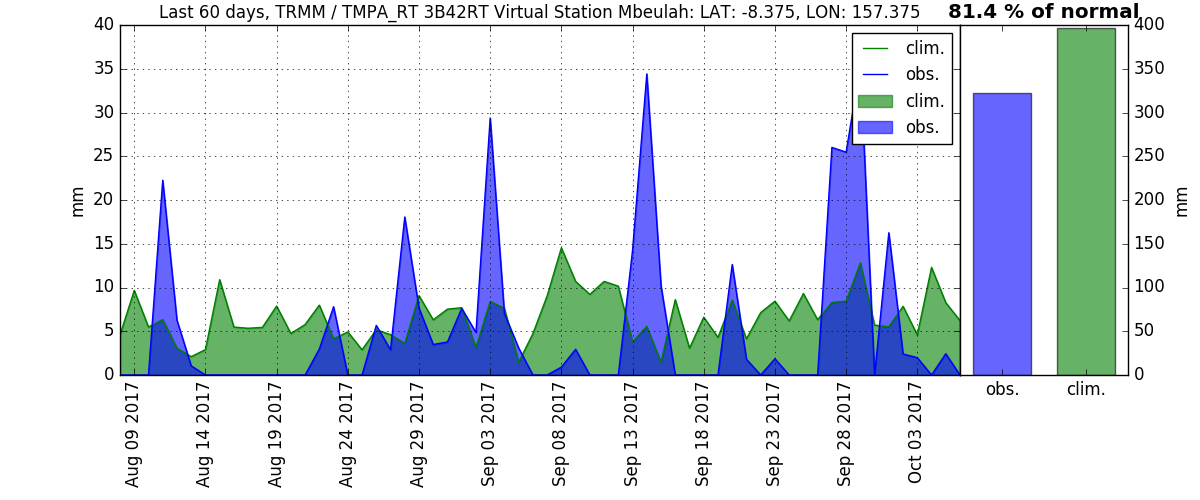 Last 60 days, TRMM / TMPA_RT 3B42RT Virtual Station Mbeulah: LAT: -8.375, LON: 157.375
81.4 % of normal
40
35
30
25
20
15
10
5
0
mm
clim.
obs.
clim.
obs.
400
350
300
250
200
150
100
50
0
mm
Aug 09 2017
Aug 14 2017
Aug 19 2017
Aug 24 2017
Aug 29 2017
Sep 03 2017
Sep 08 2017
Sep 13 2017
Sep 18 2017
Sep 23 2017
Sep 28 2017
Oct 03 2017
obs.
clim.